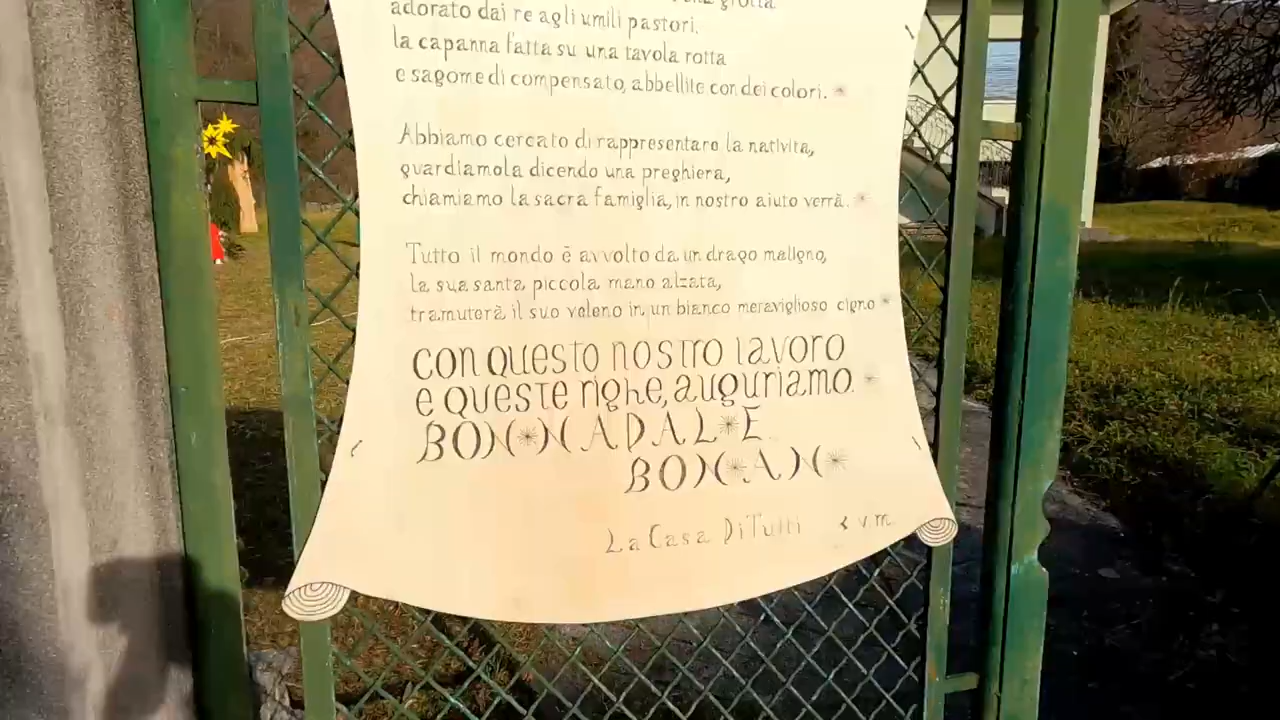 grotta
adorato dai re agli umili pastori.
la capanna fatta su una tavola rotta
e sagome di compensato, abbellite con dei colori.
Abbiamo cercato di rappresentare la natività,
guardiamola dicendo una preghiera,
chiamiamo la sacra famiglia, in nostro aiuto verrà.
Tutto il mondo è avvolto da un drago maligno,
la sua santa piccola mano alzata,
tramuterà il suo veleno in un bianco meraviglioso cigno
con questo nostro lavoro
e queste righe, auguriamo.
BON NADAL E
BON AN
La Casa Di Tutti v.m.